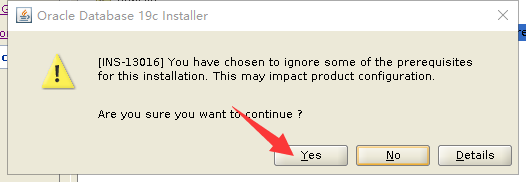 Oracle Database 19c Installer
[INS-13016] You have chosen to ignore some of the prerequisites
for this installation. This may impact product configuration.
Are you sure you want to continue ?
Yes
No
Details